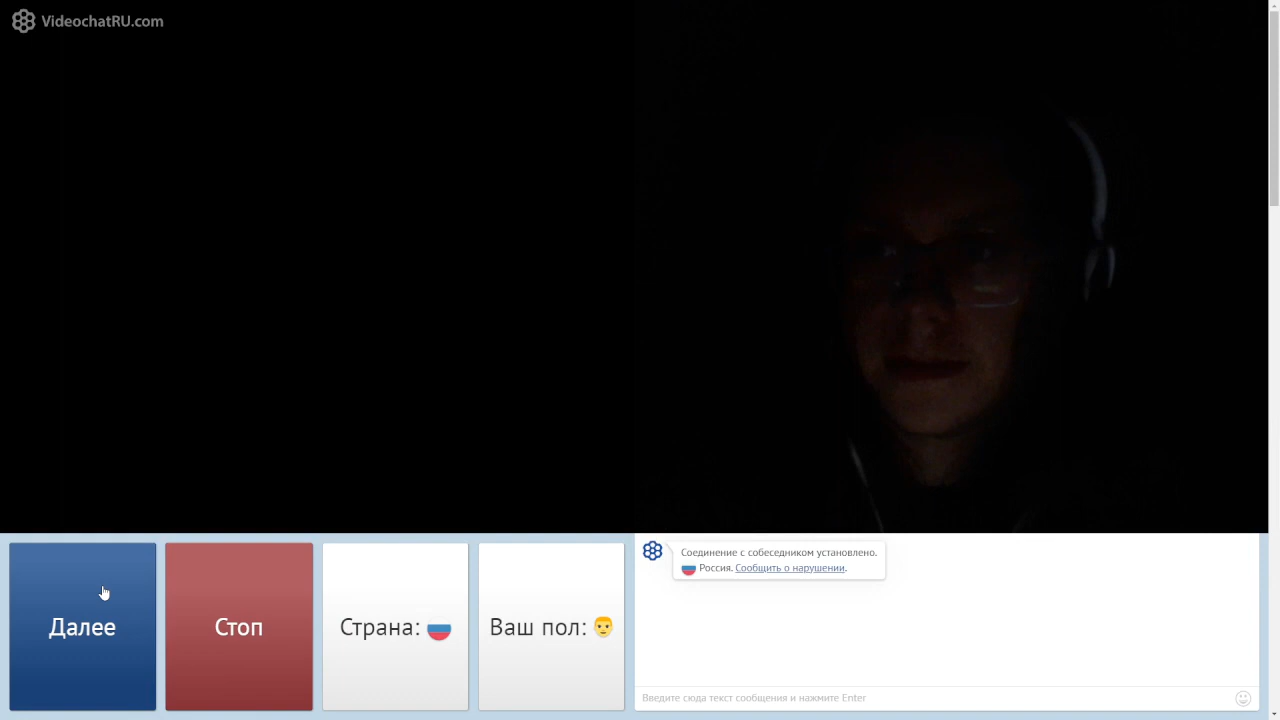 VideochatRU.com
Далее
Стоп
Страна:
Ваш пол:
Соединение с собеседником установлено.
Россия. Сообщить о нарушении.
Введите сюда текст сообщения и нажмите Enter